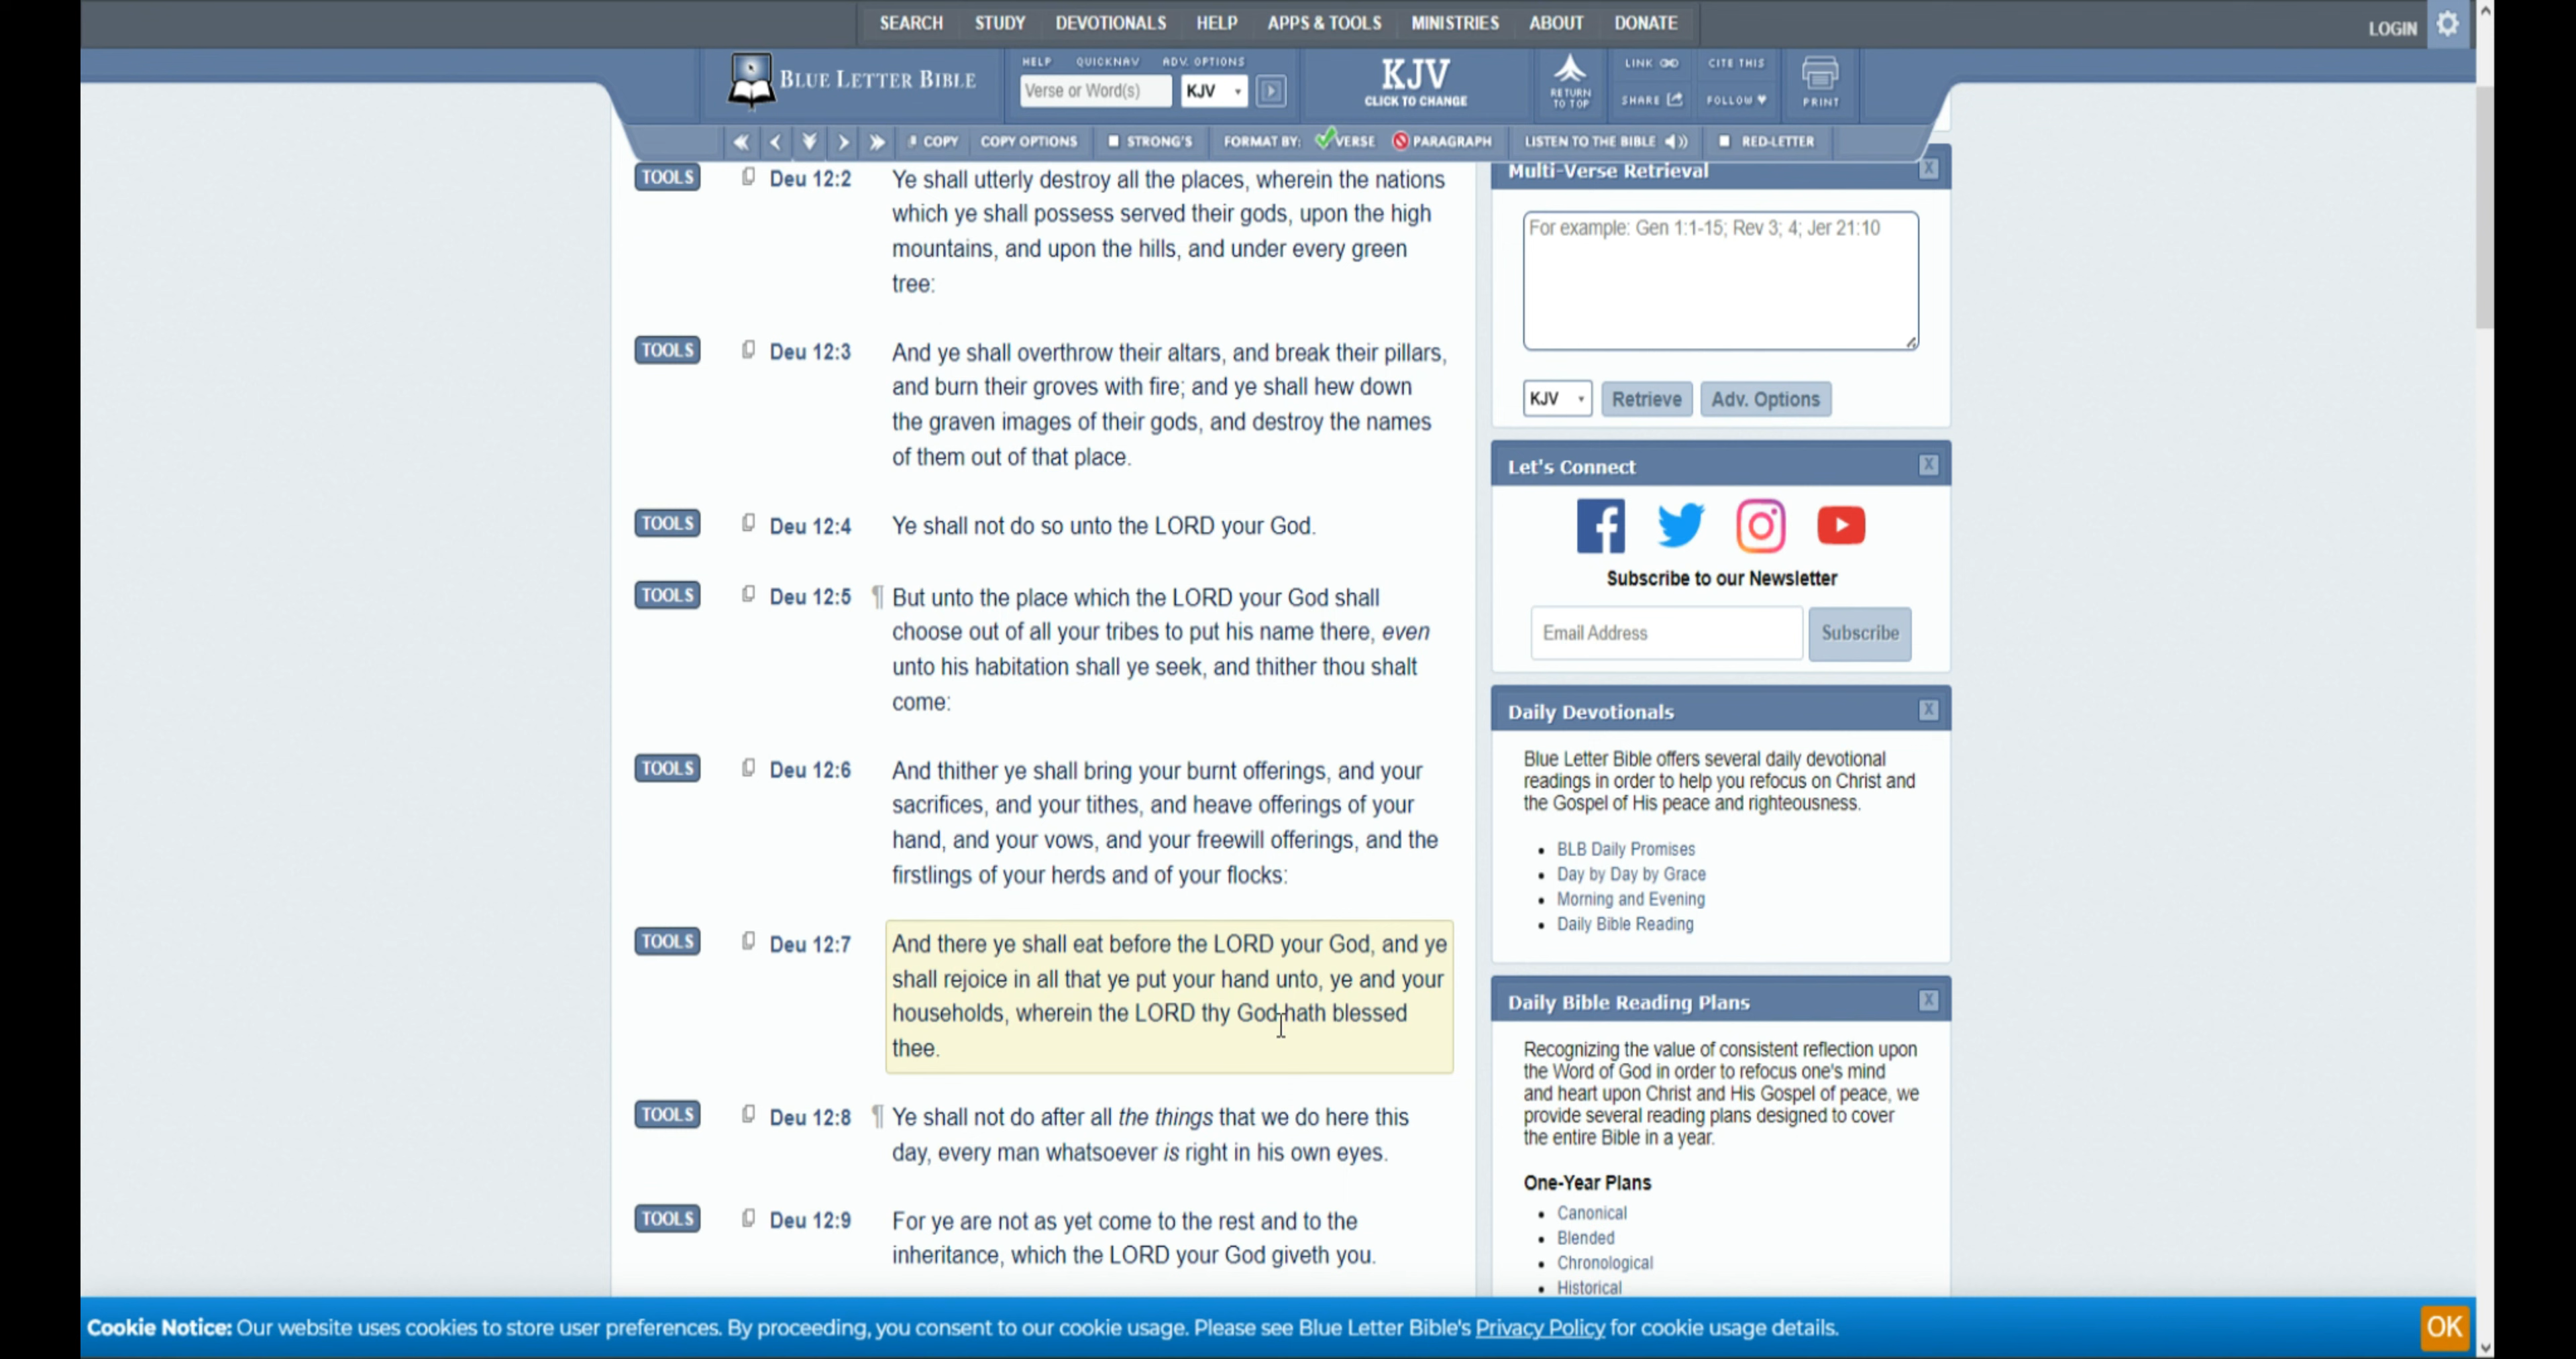 SEARCH STUDY DEVOTIONALS HELP APPS & TOOLS MINISTRIES ABOUT DONATE
LOGIN
BLUE LETTER BIBLE
HELP QUICKNAV ADV. OPTIONS
Verse or Word(s) KJV
KJV
CLICK TO CHANGE
RETURN
TO TOP
LINK CITE THIS
SHARE FOLLOW
PRINT
COPY COPY OPTIONS STRONG'S FORMAT BY: VERSE PARAGRAPH LISTEN TO THE BIBLE RED-LETTER
TOOLS Deu 12:2 Ye shall utterly destroy all the places, wherein the nations
which ye shall possess served their gods, upon the high
mountains, and upon the hills, and under every green
tree:
TOOLS Deu 12:3 And ye shall overthrow their altars, and break their pillars,
and burn their groves with fire; and ye shall hew down
the graven images of their gods, and destroy the names
of them out of that place.
TOOLS Deu 12:4 Ye shall not do so unto the LORD your God.
TOOLS Deu 12:5 ¶ But unto the place which the LORD your God shall
choose out of all your tribes to put his name there, even
unto his habitation shall ye seek, and thither thou shalt
come:
TOOLS Deu 12:6 And thither ye shall bring your burnt offerings, and your
sacrifices, and your tithes, and heave offerings of your
hand, and your vows, and your freewill offerings, and the
firstlings of your herds and of your flocks:
TOOLS Deu 12:7 And there ye shall eat before the LORD your God, and ye
shall rejoice in all that ye put your hand unto, ye and your
households, wherein the LORD thy God hath blessed
thee.
TOOLS Deu 12:8 ¶ Ye shall not do after all the things that we do here this
day, every man whatsoever is right in his own eyes.
TOOLS Deu 12:9 For ye are not as yet come to the rest and to the
inheritance, which the LORD your God giveth you.
Multi-Verse Retrieval X
For example: Gen 1:1-15; Rev 3; 4; Jer 21:10
KJV Retrieve Adv. Options
Let's Connect X
Subscribe to our Newsletter
Email Address Subscribe
Daily Devotionals X
Blue Letter Bible offers several daily devotional
readings in order to help you refocus on Christ and
the Gospel of His peace and righteousness.
• BLB Daily Promises
• Day by Day by Grace
• Morning and Evening
• Daily Bible Reading
Daily Bible Reading Plans X
Recognizing the value of consistent reflection upon
the Word of God in order to refocus one's mind
and heart upon Christ and His Gospel of peace, we
provide several reading plans designed to cover
the entire Bible in a year.
One-Year Plans
• Canonical
• Blended
• Chronological
• Historical
Cookie Notice: Our website uses cookies to store user preferences. By proceeding, you consent to our cookie usage. Please see Blue Letter Bible's Privacy Policy for cookie usage details.
OK